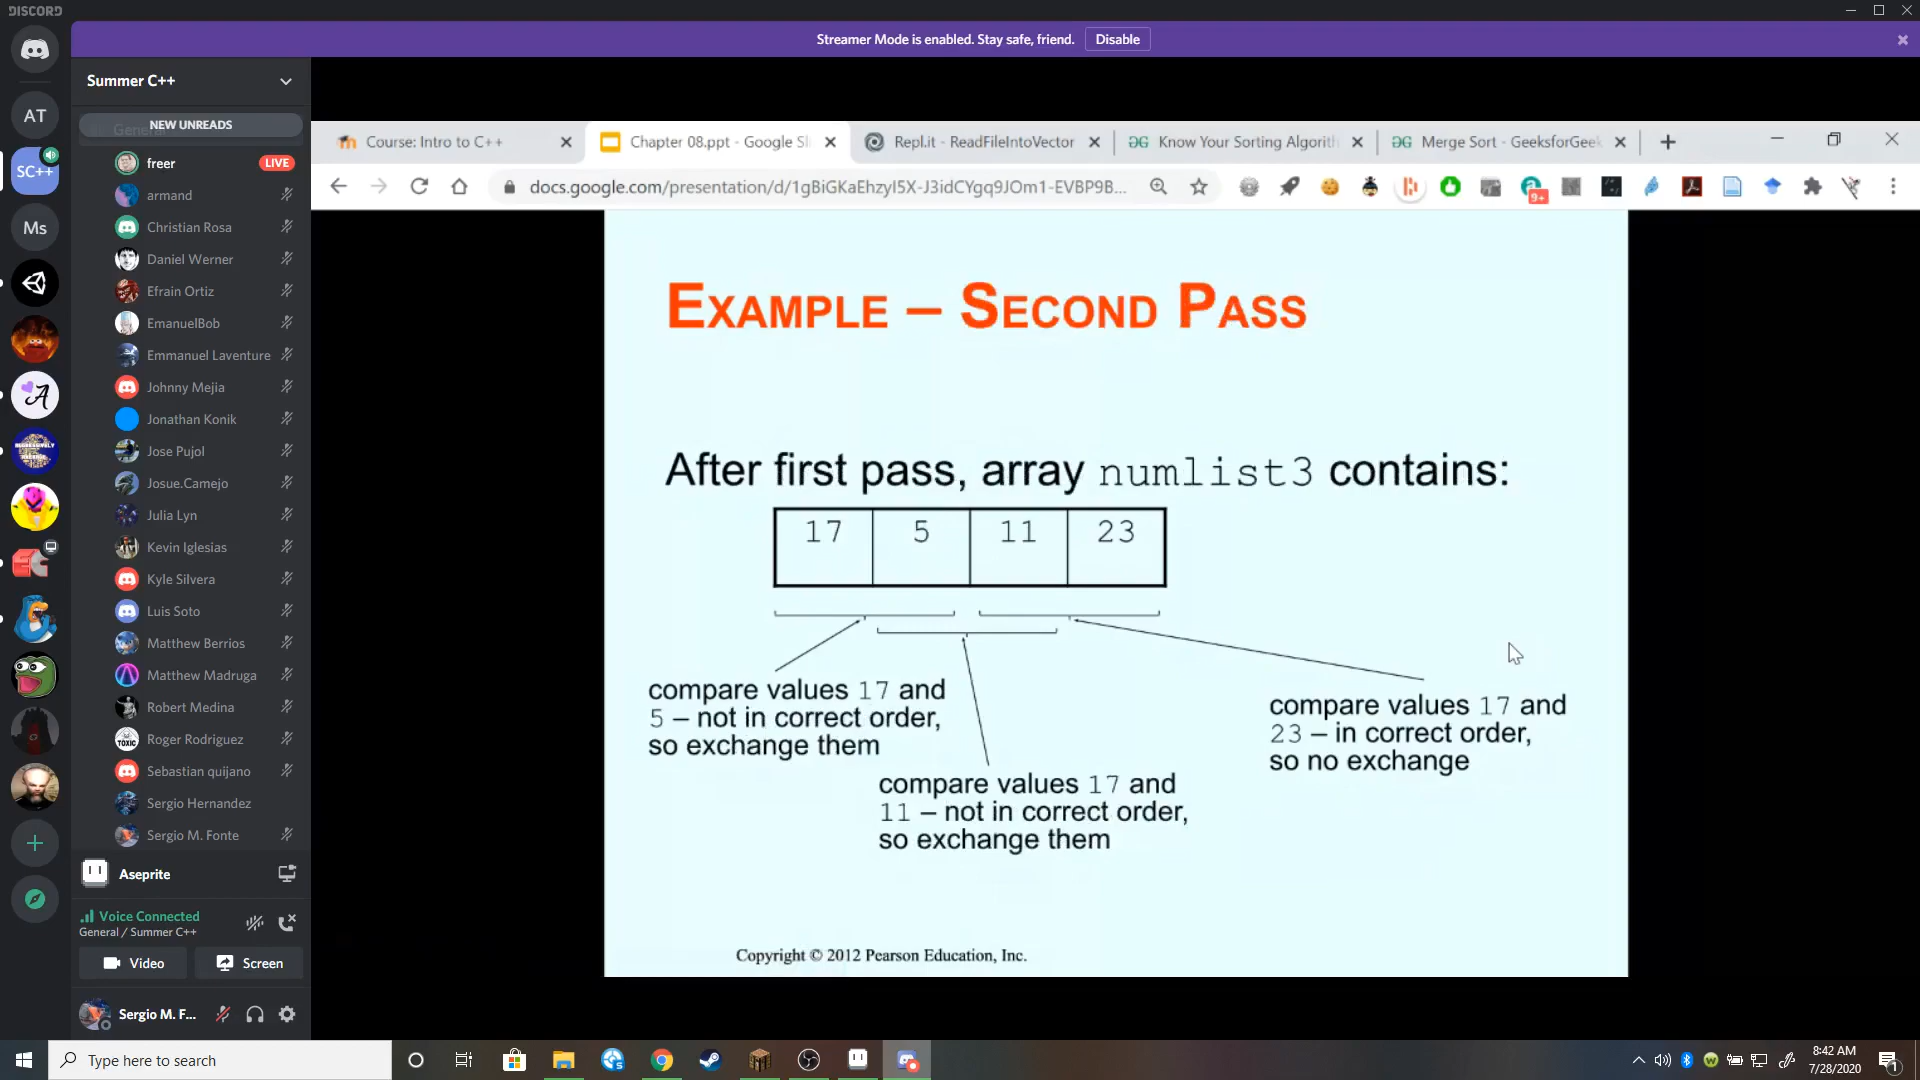 DISCORD
Streamer Mode is enabled. Stay safe, friend.
Disable
Summer C++
NEW UNREADS
AT
SC++
Ms
freer
LIVE
armand
Christian Rosa
Daniel Werner
Efrain Ortiz
EmanuelBob
Emmanuel Laventure
Johnny Mejia
Jonathan Konik
Jose Pujol
Josue.Camejo
Julia Lyn
Kevin Iglesias
Kyle Silvera
Luis Soto
Matthew Berrios
Matthew Madruga
Robert Medina
Roger Rodriguez
TOXIC
Sebastian quijano
Sergio Hernandez
Sergio M. Fonte
Aseprite
Voice Connected
General / Summer C++
Video
Screen
Sergio M. F...
Course: Intro to C++
Chapter 08.ppt - Google Sl
Repl.it - ReadFileIntoVector
Know Your Sorting Algorith
Merge Sort - GeeksforGeek
docs.google.com/presentation/d/1gBiGKaEhzyI5X-J3idCYgq9JOm1-EVBP9B...
9+
EXAMPLE – SECOND PASS
After first pass, array numlist3 contains:
17 5 11 23
compare values 17 and
5 – not in correct order,
so exchange them
compare values 17 and
11 – not in correct order,
so exchange them
compare values 17 and
23 – in correct order,
so no exchange
Copyright © 2012 Pearson Education, Inc.
Type here to search
8:42 AM
7/28/2020
1